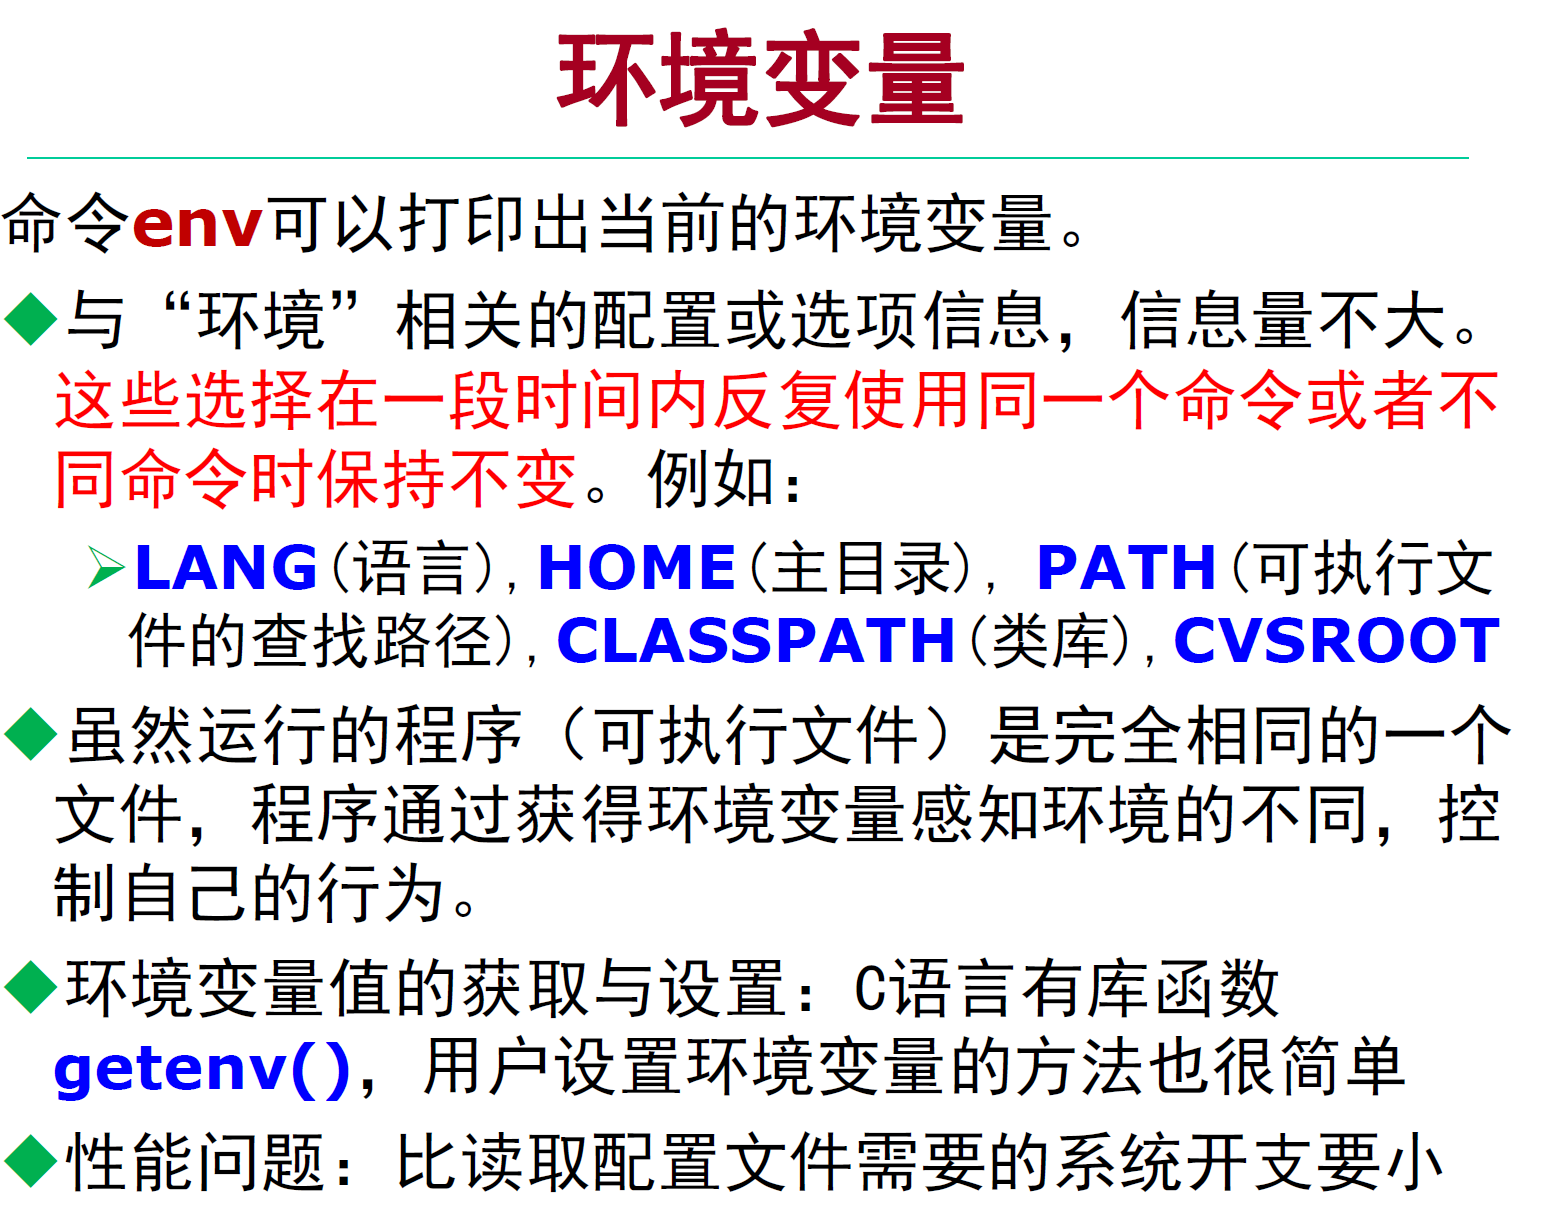 环境变量
命令env可以打印出当前的环境变量。
◆与“环境”相关的配置或选项信息，信息量不大。
这些选择在一段时间内反复使用同一个命令或者不
同命令时保持不变。例如：
➢LANG(语言), HOME(主目录), PATH(可执行文
件的查找路径), CLASSPATH(类库), CVSROOT
◆虽然运行的程序（可执行文件）是完全相同的一个
文件，程序通过获得环境变量感知环境的不同，控
制自己的行为。
◆环境变量值的获取与设置：C语言有库函数
getenv()，用户设置环境变量的方法也很简单
◆性能问题：比读取配置文件需要的系统开支要小